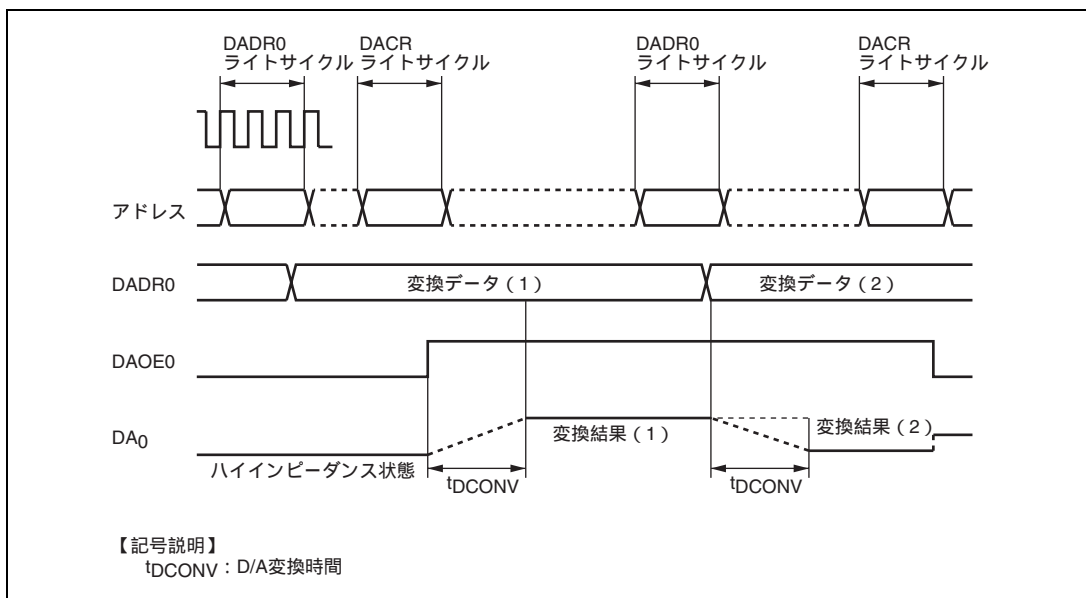 DADR0
ライトサイクル
DACR
ライトサイクル
DADR0
ライトサイクル
DACR
ライトサイクル
アドレス
DADR0
変換データ（1）
変換データ（2）
DAOE0
DA0
変換結果（1）
変換結果（2）
ハイインピーダンス状態
tDCONV
tDCONV
【記号説明】
tDCONV：D/A変換時間